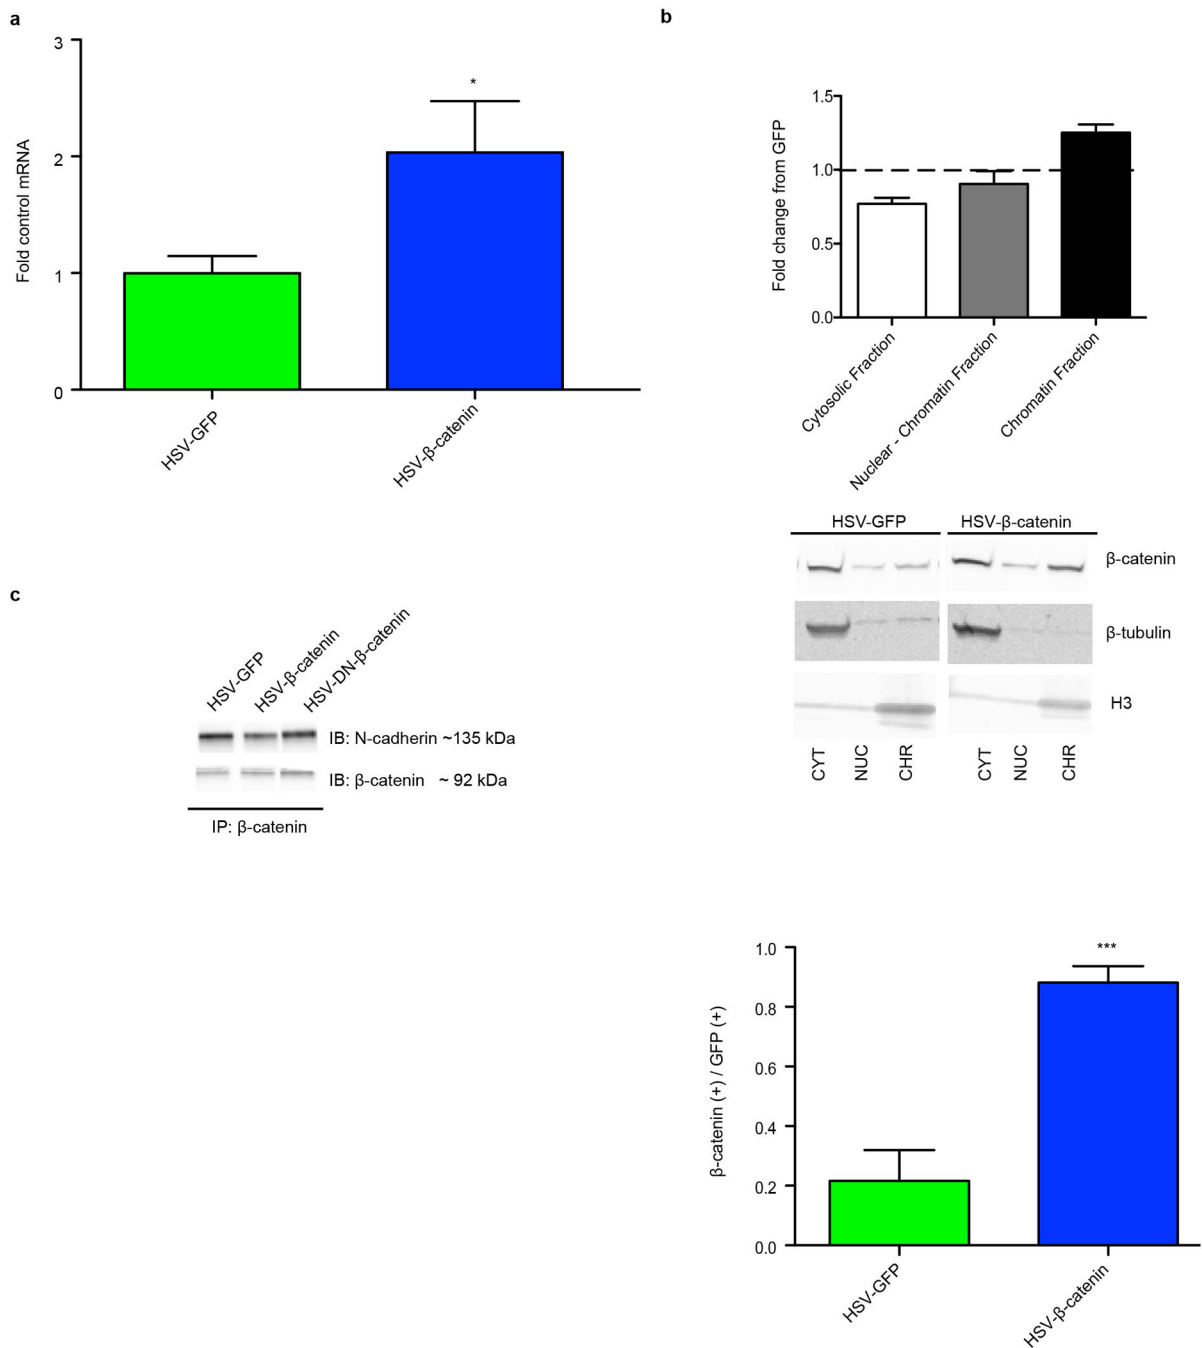 a
3
2
1
0
Fold control mRNA
*
HSV-GFP
HSV-β-catenin
b
1.5
1.0
0.5
0.0
Fold change from GFP
Cytosolic Fraction
Nuclear - Chromatin Fraction
Chromatin Fraction
HSV-GFP
HSV-β-catenin
β-catenin
β-tubulin
H3
CYT
NUC
CHR
CYT
NUC
CHR
c
HSV-GFP
HSV-β-catenin
HSV-DN-β-catenin
IB: N-cadherin ~135 kDa
IB: β-catenin ~ 92 kDa
IP: β-catenin
1.0
0.8
0.6
0.4
0.2
0.0
β-catenin (+) / GFP (+)
***
HSV-GFP
HSV-β-catenin